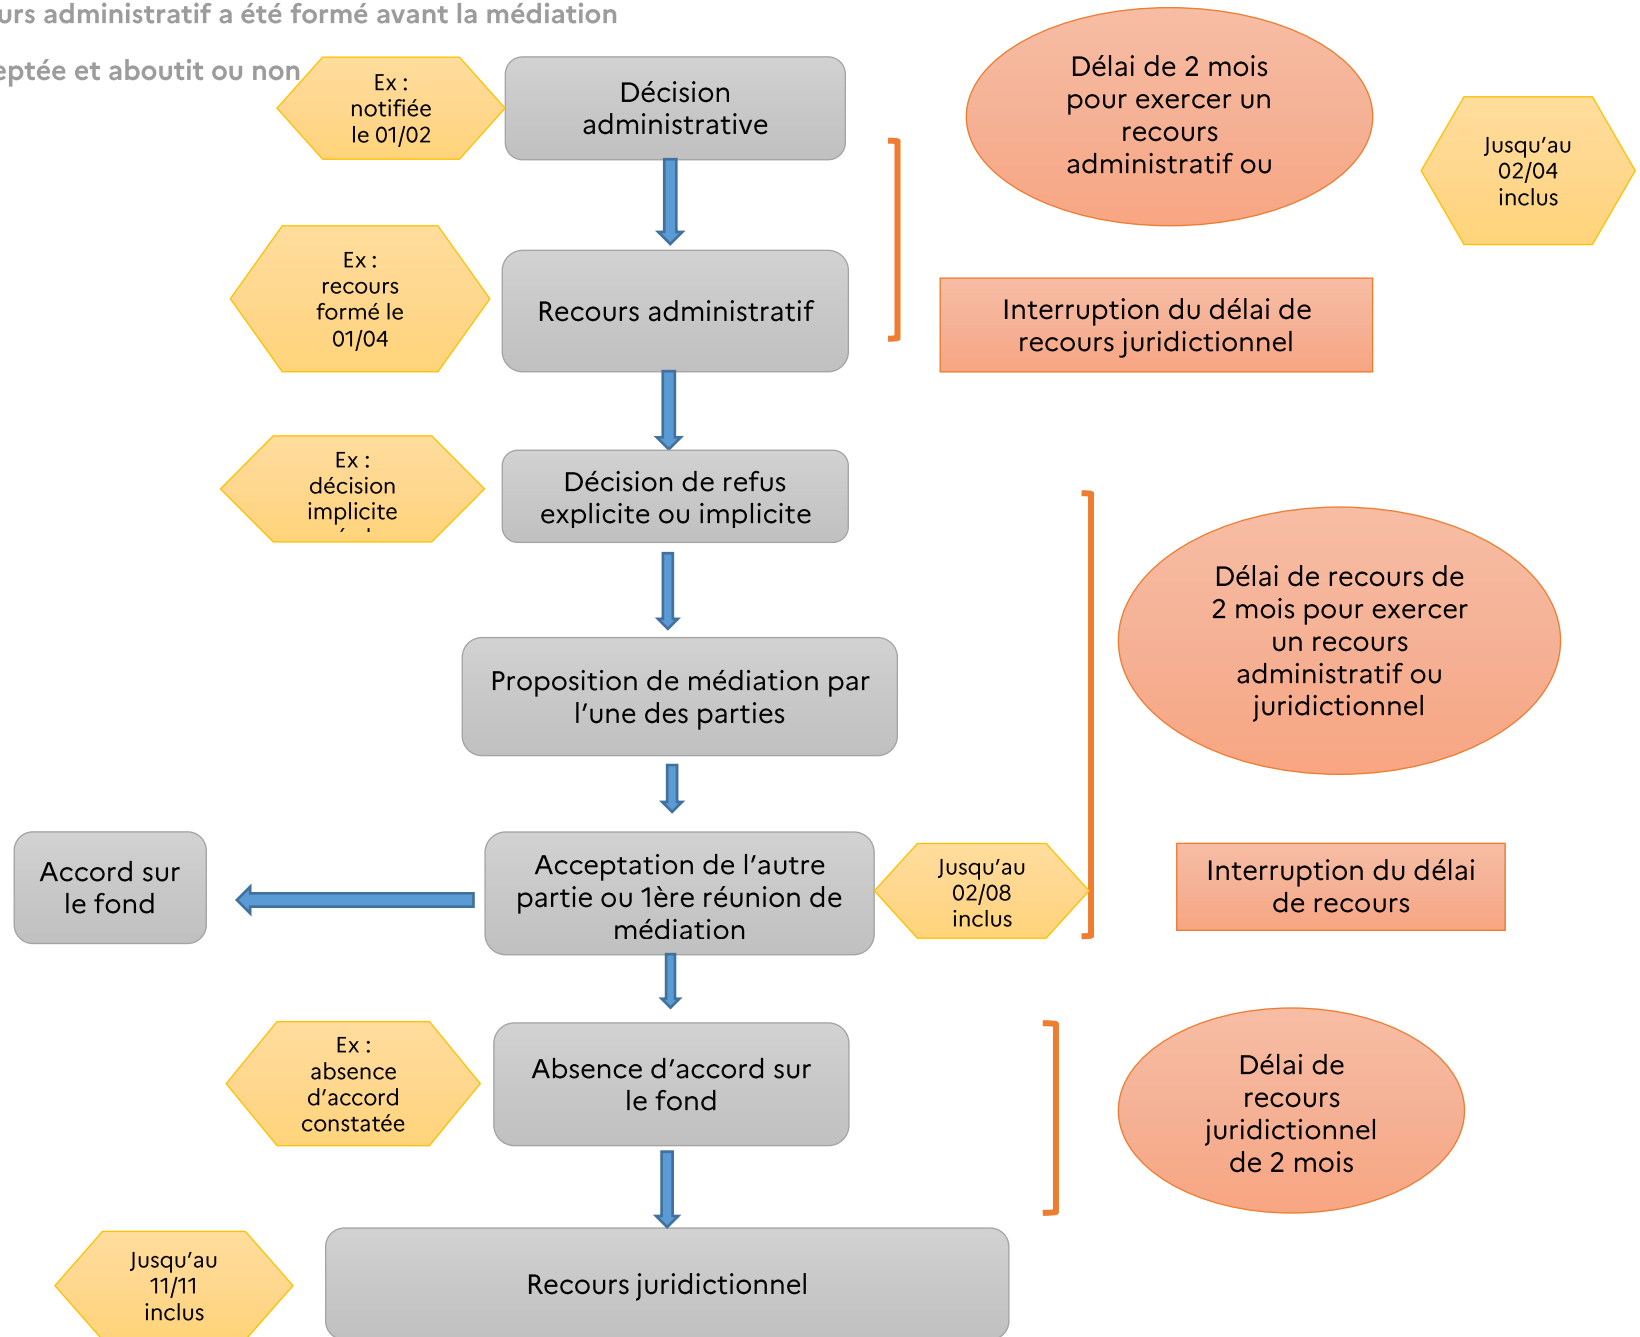 urs administratif a été formé avant la médiation
eptée et aboutit ou non
Ex :
notifiée
le 01/02
Décision
administrative
Délai de 2 mois
pour exercer un
recours
administratif ou
Jusqu’au
02/04
inclus
Ex :
recours
formé le
01/04
Recours administratif
Interruption du délai de
recours juridictionnel
Ex :
décision
implicite
Décision de refus
explicite ou implicite
Délai de recours de
2 mois pour exercer
un recours
administratif ou
juridictionnel
Proposition de médiation par
l’une des parties
Accord sur
le fond
Acceptation de l’autre
partie ou 1ère réunion de
médiation
Jusqu’au
02/08
inclus
Interruption du délai
de recours
Ex :
absence
d’accord
constatée
Absence d’accord sur
le fond
Délai de
recours
juridictionnel
de 2 mois
Jusqu’au
11/11
inclus
Recours juridictionnel